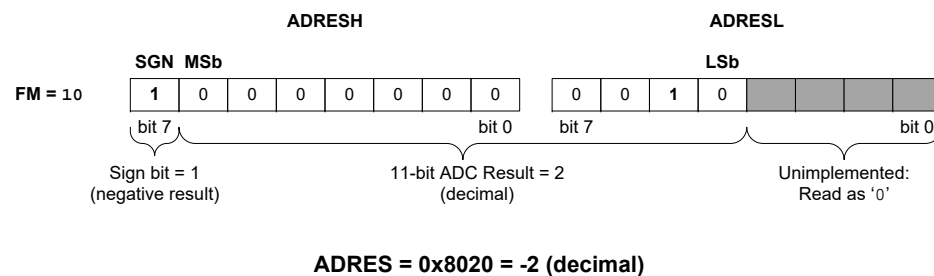 ADRESH ADRESL
SGN MSb LSb
FM = 10 1 0 0 0 0 0 0 0 0 0 1 0
bit 7 bit 0 bit 7 bit 0
Sign bit = 1 11-bit ADC Result = 2 Unimplemented:
(negative result) (decimal) Read as ‘0’
ADRES = 0x8020 = -2 (decimal)